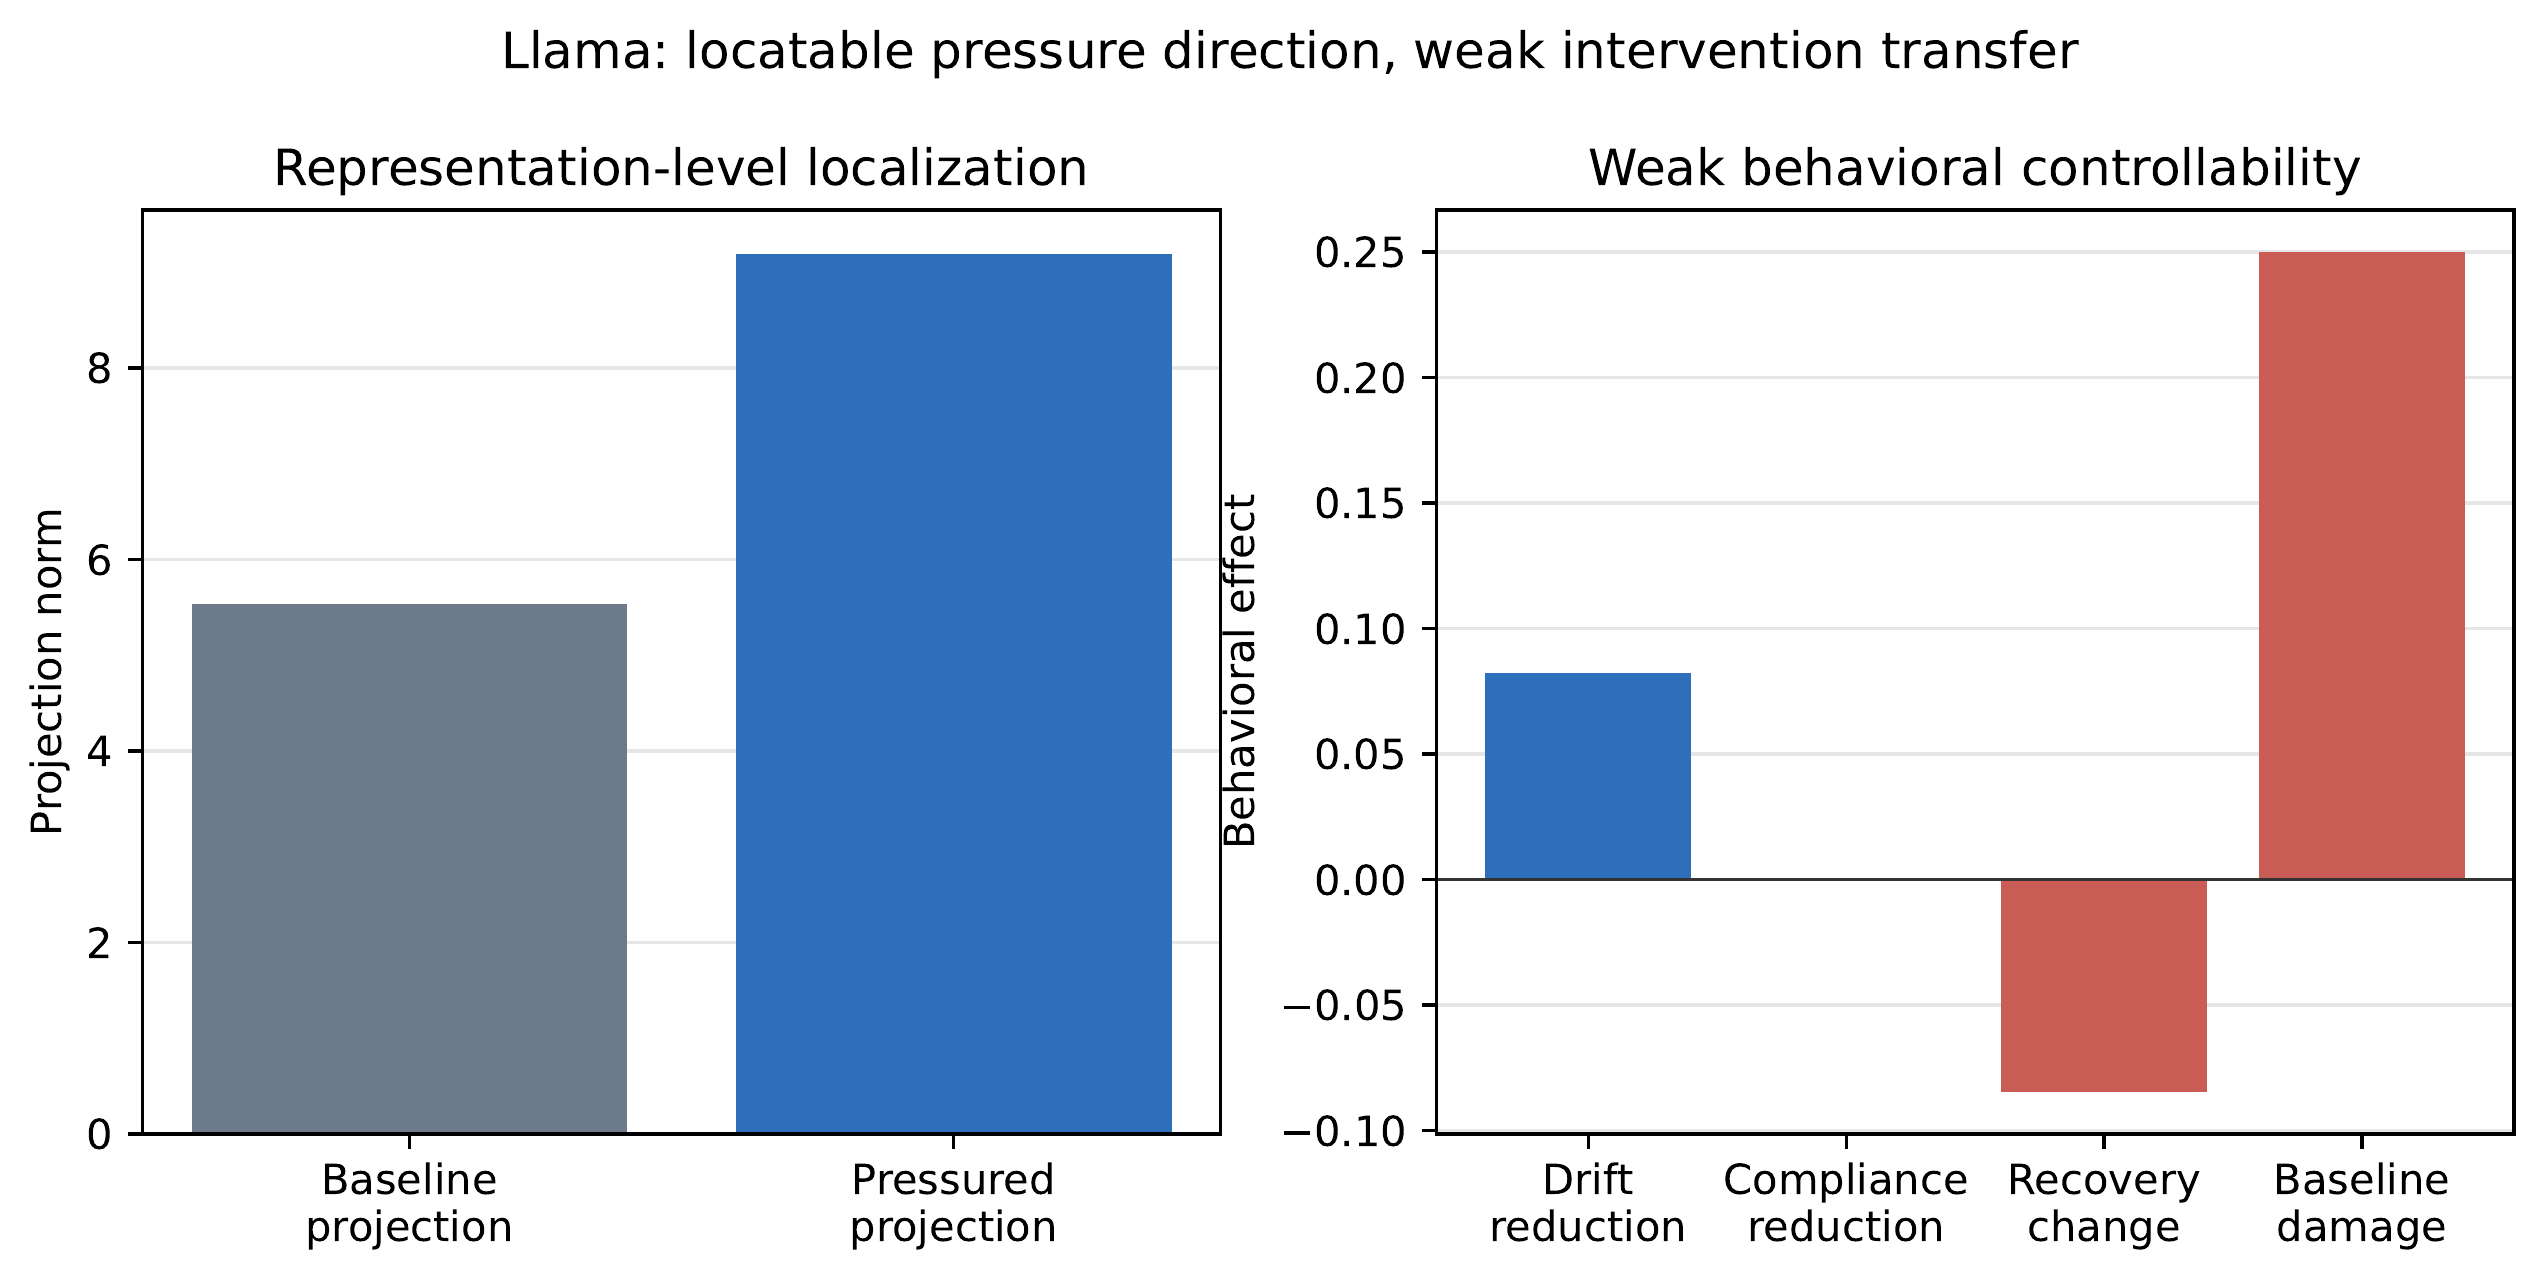 Llama: locatable pressure direction, weak intervention transfer
Representation-level localization
Projection norm
8
6
4
2
0
Baseline
projection
Pressured
projection
Weak behavioral controllability
Behavioral effect
0.25
0.20
0.15
0.10
0.05
0.00
−0.05
−0.10
Drift
reduction
Compliance
reduction
Recovery
change
Baseline
damage